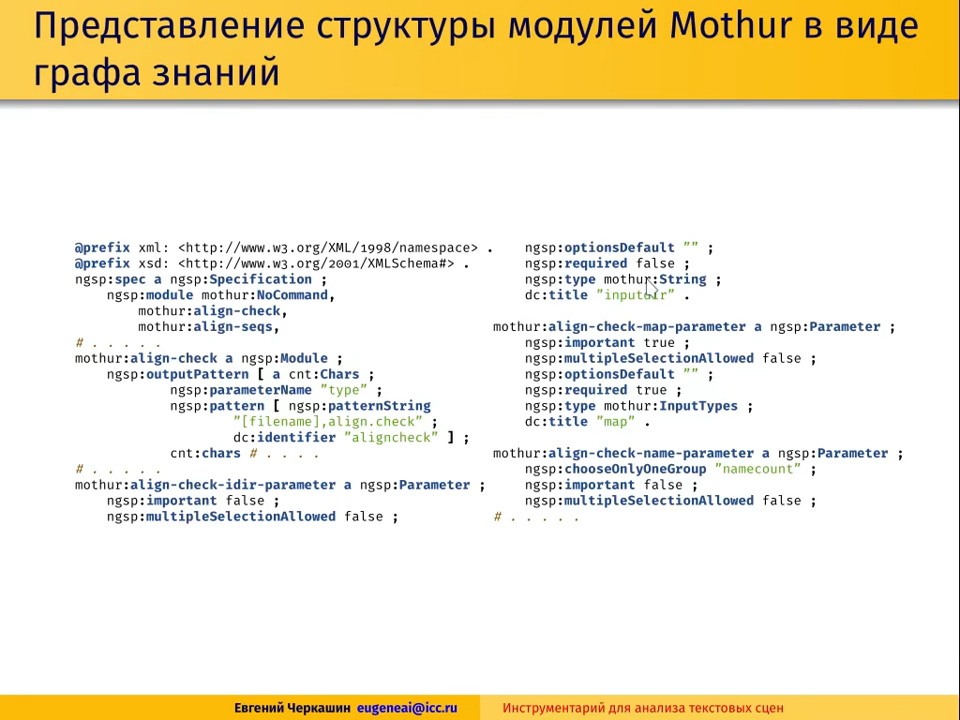 Представление структуры модулей Mothur в виде
графа знаний
@prefix xml: <http://www.w3.org/XML/1998/namespace> .
@prefix xsd: <http://www.w3.org/2001/XMLSchema#> .
ngsp:spec a ngsp:Specification ;
    ngsp:module mothur:NoCommand,
        mothur:align-check,
        mothur:align-seqs,
# . . . . .
mothur:align-check a ngsp:Module ;
    ngsp:outputPattern [ a cnt:Chars ;
            ngsp:parameterName "type" ;
            ngsp:pattern [ ngsp:patternString
                    "[filename],align.check" ;
                    dc:identifier "aligncheck" ] ;
            cnt:chars # . . . .
# . . . . .
mothur:align-check-idir-parameter a ngsp:Parameter ;
    ngsp:important false ;
    ngsp:multipleSelectionAllowed false ;
    ngsp:optionsDefault "" ;
    ngsp:required false ;
    ngsp:type mothur:String ;
    dc:title "inputdir" .
mothur:align-check-map-parameter a ngsp:Parameter ;
    ngsp:important true ;
    ngsp:multipleSelectionAllowed false ;
    ngsp:optionsDefault "" ;
    ngsp:required true ;
    ngsp:type mothur:InputTypes ;
    dc:title "map" .
mothur:align-check-name-parameter a ngsp:Parameter ;
    ngsp:chooseOnlyOneGroup "namecount" ;
    ngsp:important false ;
    ngsp:multipleSelectionAllowed false ;
# . . . . .
Евгений Черкашин eugeneai@icc.ru
Инструментарий для анализа текстовых сцен